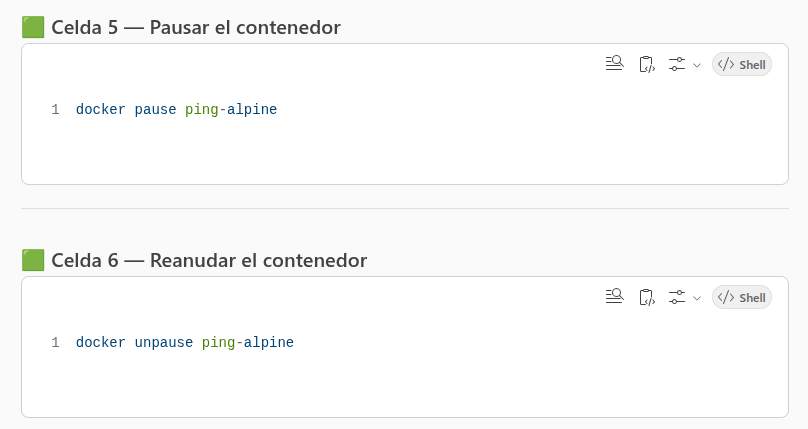 🟩 Celda 5 — Pausar el contenedor
</> Shell
1 docker pause ping-alpine
🟩 Celda 6 — Reanudar el contenedor
</> Shell
1 docker unpause ping-alpine